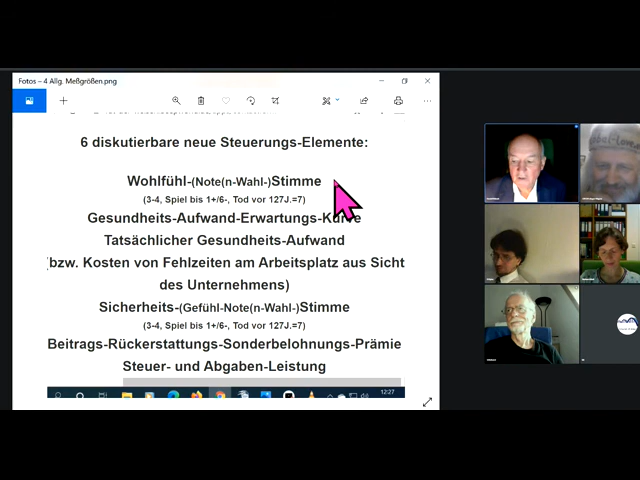 Fotos – 4 Allg. Meßgrößen.png
6 diskutierbare neue Steuerungs-Elemente:
Wohlfühl-(Note(n-Wahl-)Stimme
(3-4, Spiel bis 1+/6-, Tod vor 127J.=7)
Gesundheits-Aufwand-Erwartungs-Kurve
Tatsächlicher Gesundheits-Aufwand
bzw. Kosten von Fehlzeiten am Arbeitsplatz aus Sicht
des Unternehmens)
Sicherheits-(Gefühl-Note(n-Wahl-)Stimme
(3-4, Spiel bis 1+/6-, Tod vor 127J.=7)
Beitrags-Rückerstattungs-Sonderbelohnungs-Prämie
Steuer- und Abgaben-Leistung
12:27